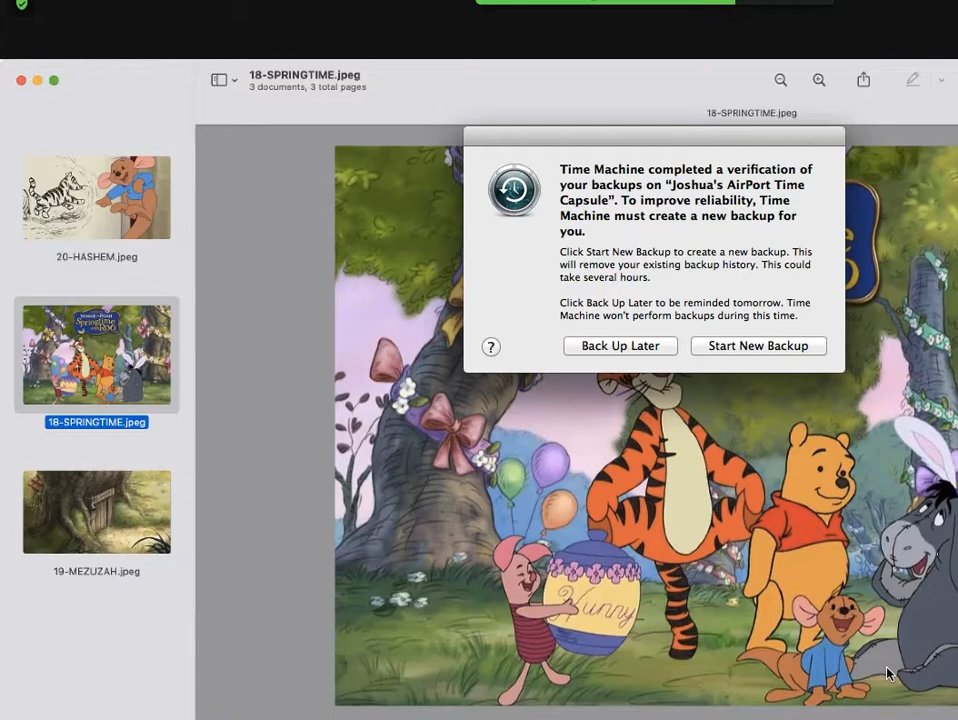 18-SPRINGTIME.jpeg
3 documents, 3 total pages
18-SPRINGTIME.jpeg
20-HASHEM.jpeg
18-SPRINGTIME.jpeg
19-MEZUZAH.jpeg
Time Machine completed a verification of
your backups on “Joshua’s AirPort Time
Capsule”. To improve reliability, Time
Machine must create a new backup for
you.
Click Start New Backup to create a new backup. This
will remove your existing backup history. This could
take several hours.
Click Back Up Later to be reminded tomorrow. Time
Machine won’t perform backups during this time.
? Back Up Later Start New Backup
Hunny
Springtime
with Roo